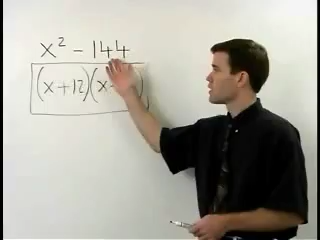 x² - 144
(x+12)(x-